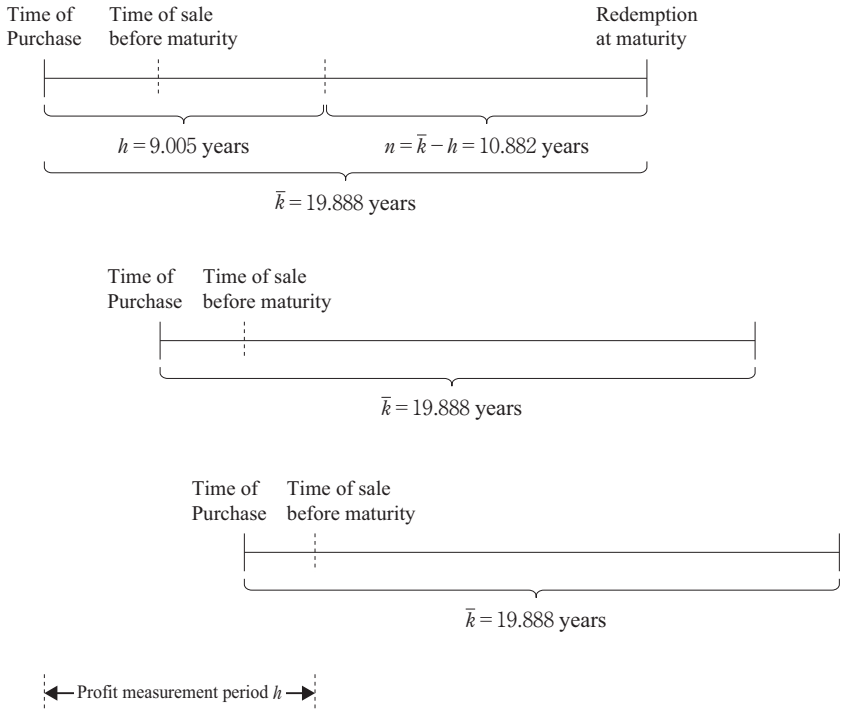 Time of Purchase
Time of sale before maturity
Redemption at maturity
h = 9.005 years
n = k̄ − h = 10.882 years
k̄ = 19.888 years
Time of Purchase
Time of sale before maturity
k̄ = 19.888 years
Time of Purchase
Time of sale before maturity
k̄ = 19.888 years
Profit measurement period h